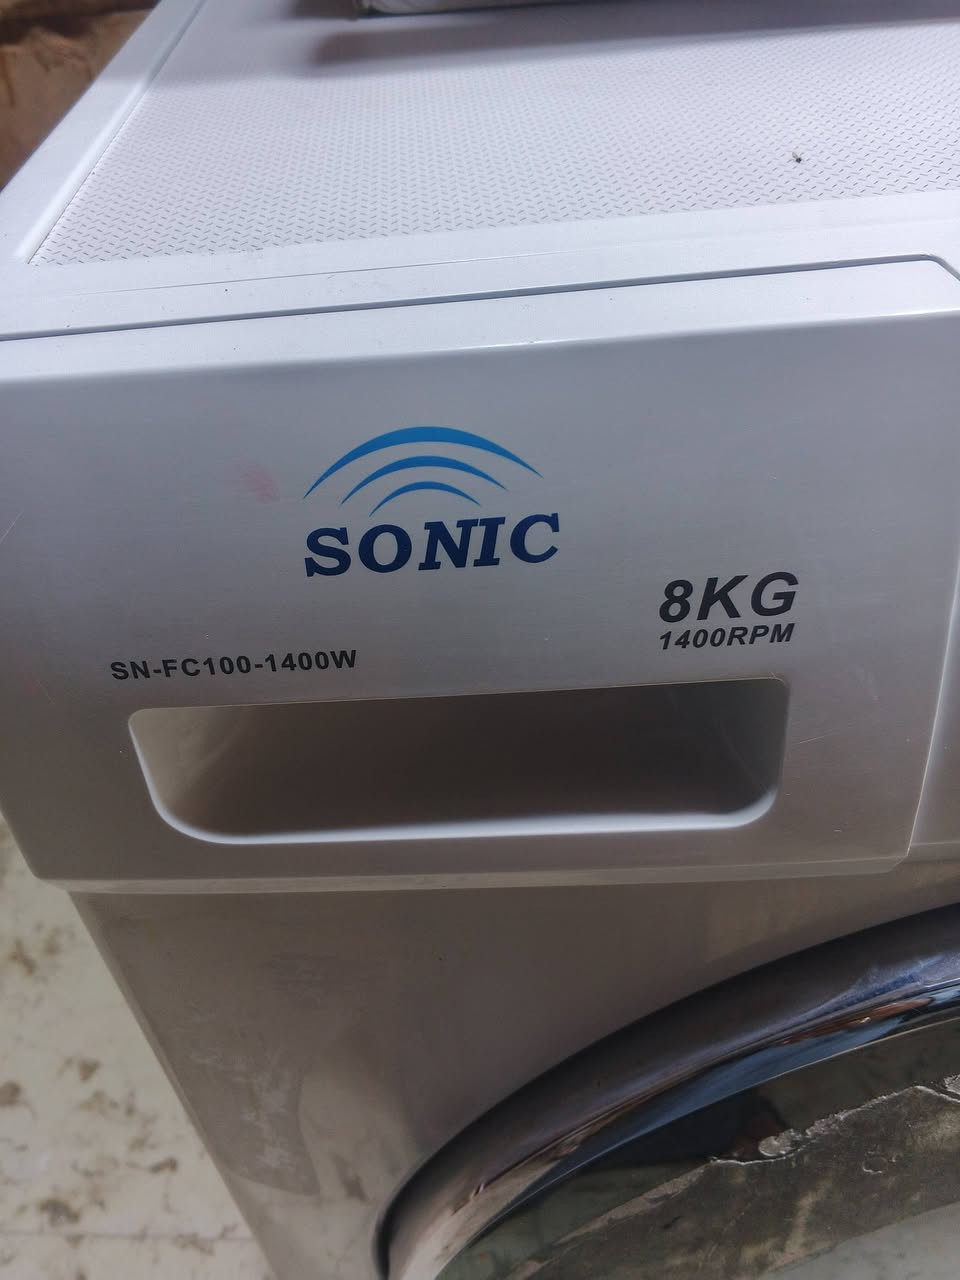 SONIC
8KG
1400RPM
SN-FC100-1400W